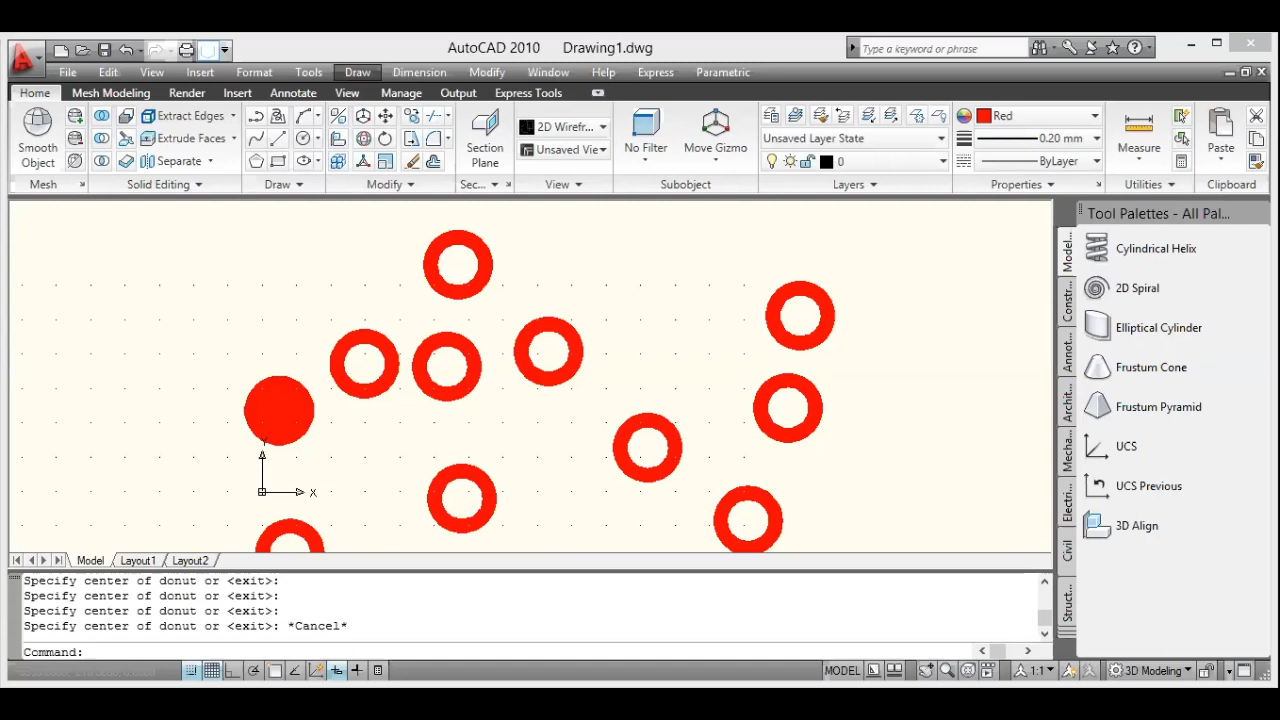 AutoCAD 2010 Drawing1.dwg
Type a keyword or phrase
File Edit View Insert Format Tools Draw Dimension Modify Window Help Express Parametric
Home Mesh Modeling Render Insert Annotate View Manage Output Express Tools
Smooth Object
Extract Edges
Extrude Faces
Separate
Section Plane
2D Wirefr...
Unsaved Vie
No Filter
Move Gizmo
Unsaved Layer State
0
Red
0.20 mm
ByLayer
Measure
Paste
Mesh Solid Editing Draw Modify Sec... View Subobject Layers Properties Utilities Clipboard
Y
X
Tool Palettes - All Pal...
Model...
Constr...
Annot...
Archit...
Mecha...
Electri...
Civil
Struct...
Cylindrical Helix
2D Spiral
Elliptical Cylinder
Frustum Cone
Frustum Pyramid
UCS
UCS Previous
3D Align
Model Layout1 Layout2
Specify center of donut or <exit>:
Specify center of donut or <exit>:
Specify center of donut or <exit>:
Specify center of donut or <exit>: *Cancel*
Command:
MODEL 1:1 3D Modeling